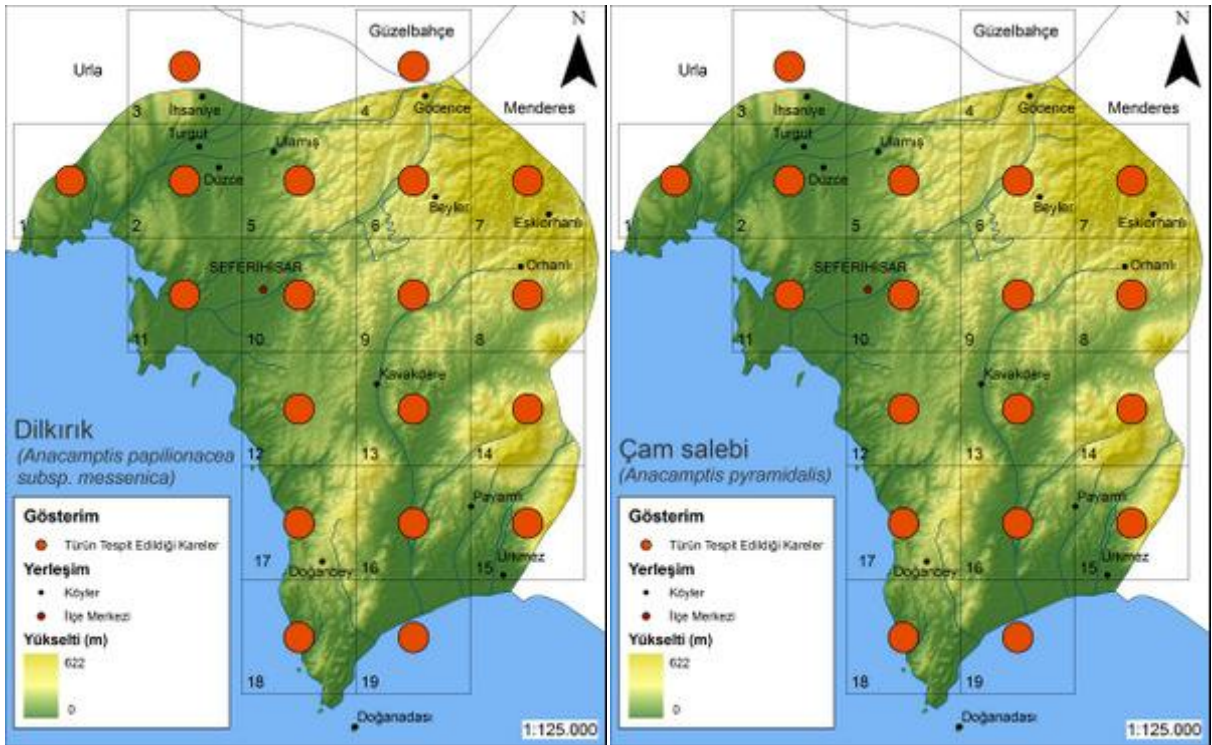 Güzelbahçe
N
Urla
3
İhsaniye
4
Gödence
Menderes
Turgut
Ulamış
Düzce
Beyler
1
2
5
6
7
Eskiorhanlı
SEFERİHİSAR
Orhanlı
11
10
9
8
Kavakdere
Dilkırık
(Anacamptis papilionacea
subsp. messenica)
12
13
14
Payamlı
Gösterim
Türün Tespit Edildiği Kareler
Yerleşim
Köyler
İlçe Merkezi
Yükselti (m)
622
0
17
Doğanbey
16
15
Ürkmez
18
19
Doğanadası
1:125.000
Güzelbahçe
N
Urla
3
İhsaniye
4
Gödence
Menderes
Turgut
Ulamış
Düzce
Beyler
1
2
5
6
7
Eskiorhanlı
SEFERİHİSAR
Orhanlı
11
10
9
8
Kavakdere
Çam salebi
(Anacamptis pyramidalis)
12
13
14
Payamlı
Gösterim
Türün Tespit Edildiği Kareler
Yerleşim
Köyler
İlçe Merkezi
Yükselti (m)
622
0
17
Doğanbey
16
15
Ürkmez
18
19
Doğanadası
1:125.000